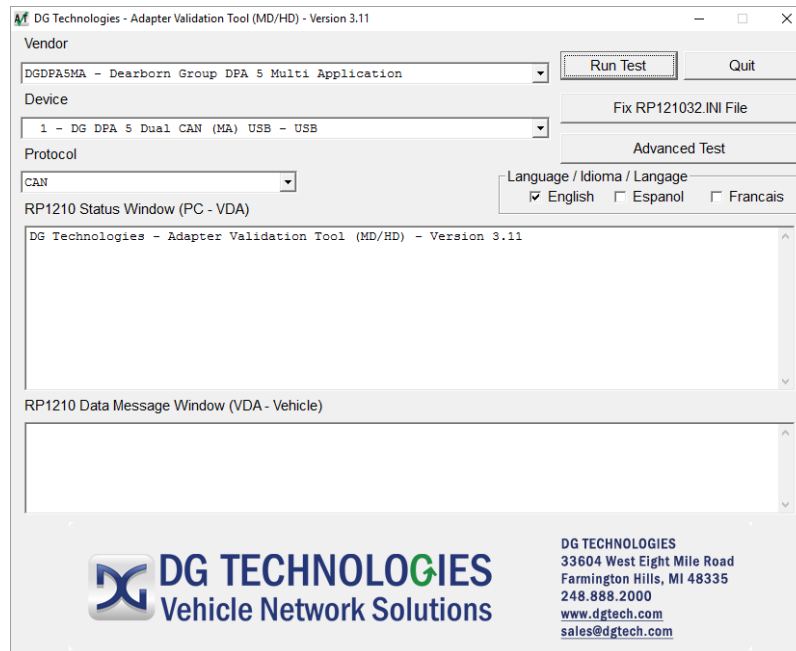 DG Technologies - Adapter Validation Tool (MD/HD) - Version 3.11
Vendor
DGDPA5MA - Dearborn Group DPA 5 Multi Application
Run Test
Quit
Device
Fix RP121032.INI File
1 - DG DPA 5 Dual CAN (MA) USB - USB
Advanced Test
Protocol
CAN
Language / Idioma / Langage
English
Espanol
Francais
RP1210 Status Window (PC - VDA)
DG Technologies - Adapter Validation Tool (MD/HD) - Version 3.11
RP1210 Data Message Window (VDA - Vehicle)
DG TECHNOLOGIES
Vehicle Network Solutions
DG TECHNOLOGIES
33604 West Eight Mile Road
Farmington Hills, MI 48335
248.888.2000
www.dgtech.com
sales@dgtech.com